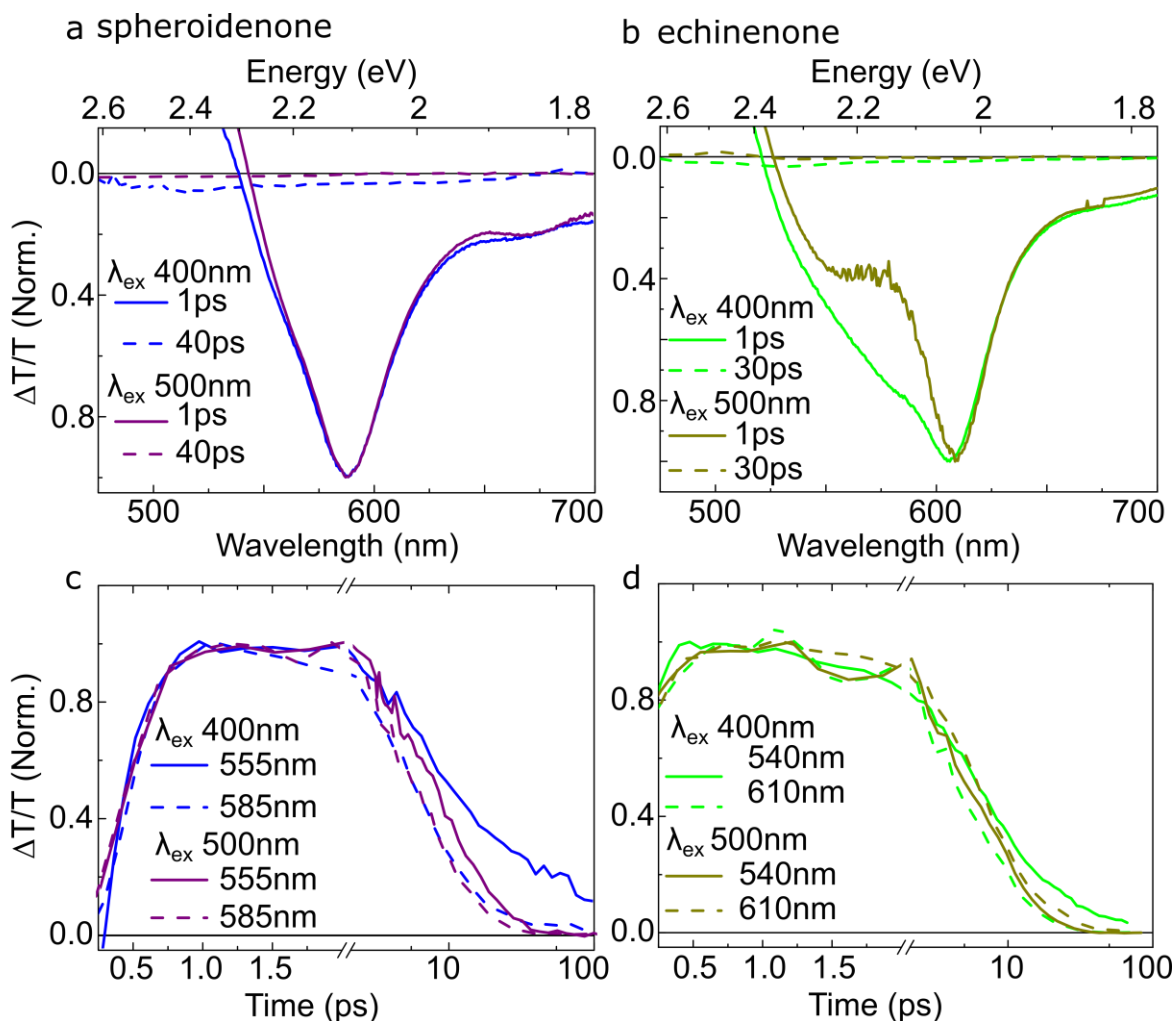 a spheroidenone
Energy (eV)
2.6 2.4 2.2 2 1.8
0.0
0.4
0.8
ΔT/T (Norm.)
λex 400nm
1ps
40ps
λex 500nm
1ps
40ps
500 600 700
Wavelength (nm)
b echinenone
Energy (eV)
2.6 2.4 2.2 2 1.8
0.0
0.4
0.8
ΔT/T (Norm.)
λex 400nm
1ps
30ps
λex 500nm
1ps
30ps
500 600 700
Wavelength (nm)
c
0.8
0.4
0.0
ΔT/T (Norm.)
λex 400nm
555nm
585nm
λex 500nm
555nm
585nm
0.5 1.0 1.5 10 100
Time (ps)
d
0.8
0.4
0.0
ΔT/T (Norm.)
λex 400nm
540nm
610nm
λex 500nm
540nm
610nm
0.5 1.0 1.5 10 100
Time (ps)